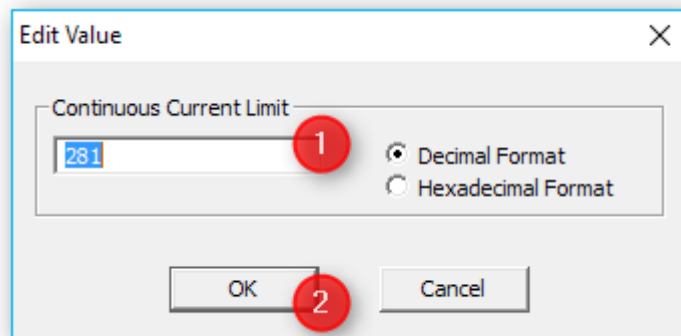 Edit Value
Continuous Current Limit
281
1
Decimal Format
Hexadecimal Format
OK
2
Cancel